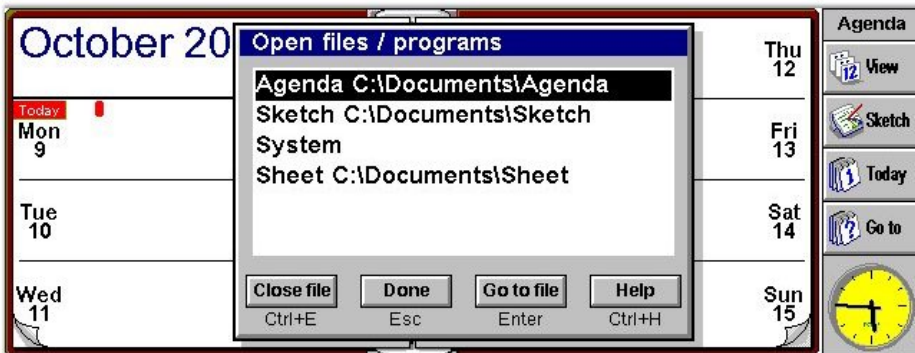 October 20
Today
Mon
9
Tue
10
Wed
11
Open files / programs
Agenda C:\Documents\Agenda
Sketch C:\Documents\Sketch
System
Sheet C:\Documents\Sheet
Close file Done Go to file Help
Ctrl+E Esc Enter Ctrl+H
Thu
12
Fri
13
Sat
14
Sun
15
Agenda
12 View
Sketch
1 Today
? Go to